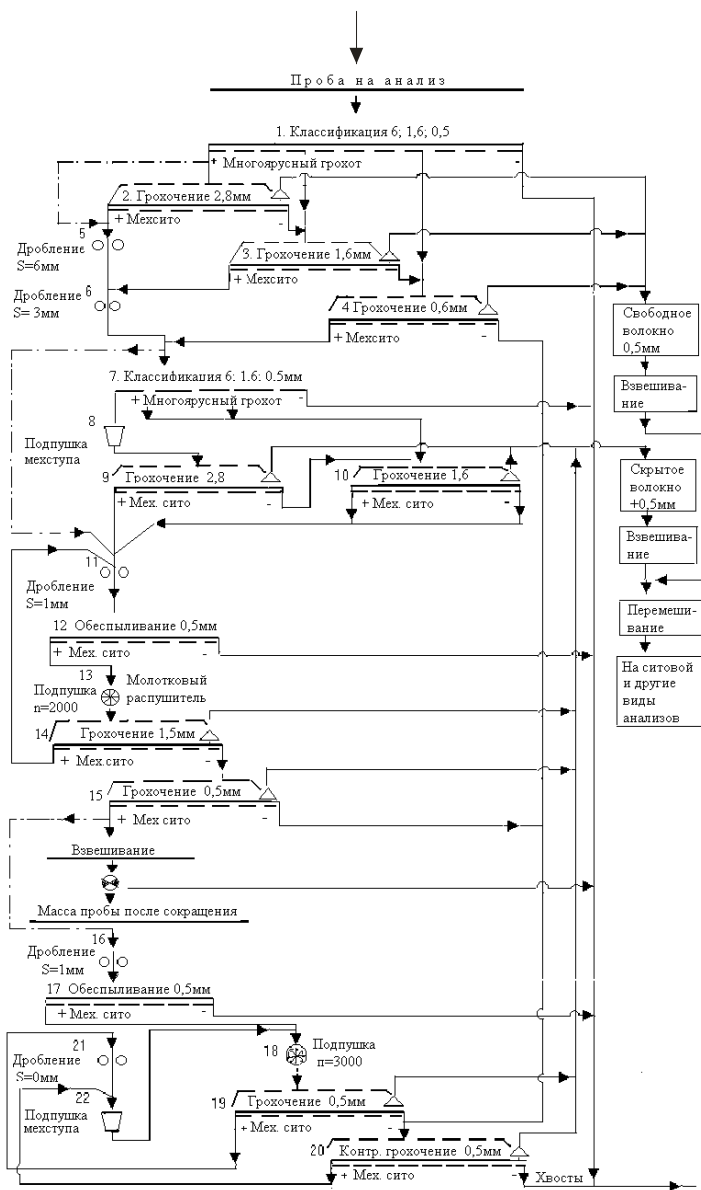 Проба на анализ
1. Классификация 6; 1,6; 0,5
+ Многоярусный грохот -
2. Грохочение 2,8мм
+ Мехсито -
5
Дробление
S=6мм
3. Грохочение 1,6мм
+ Мехсито -
6
Дробление
S= 3мм
4 Грохочение 0,6мм
+ Мехсито -
Свободное
волокно
0,5мм
7. Классификация 6; 1.6; 0.5мм
+ Многоярусный грохот -
Взвешива-
ние
8
Подпушка
мехступа
9 Грохочение 2,8
+ Мех. сито -
10 Грохочение 1,6
+ Мех. сито -
Скрытое
волокно
+0,5мм
Взвешива-
ние
11
Дробление
S=1мм
Перемеши-
вание
12 Обеспыливание 0,5мм
+ Мех. сито -
На ситовой
и другие
виды
анализов
13
Подпушка
n=2000
Молотковый
распушитель
14 Грохочение 1,5мм
+ Мех.сито -
15 Грохочение 0,5мм
+ Мех сито -
Взвешивание
Масса пробы после сокращения
16
Дробление
S=1мм
17 Обеспыливание 0,5мм
+ Мех. сито -
21
Дробление
S=0мм
18
Подпушка
п=3000
22
Подпушка
мехступа
19 Грохочение 0,5мм
+ Мех. сито -
20 Контр. грохочение 0,5мм
+ Мех. сито -
Хвосты